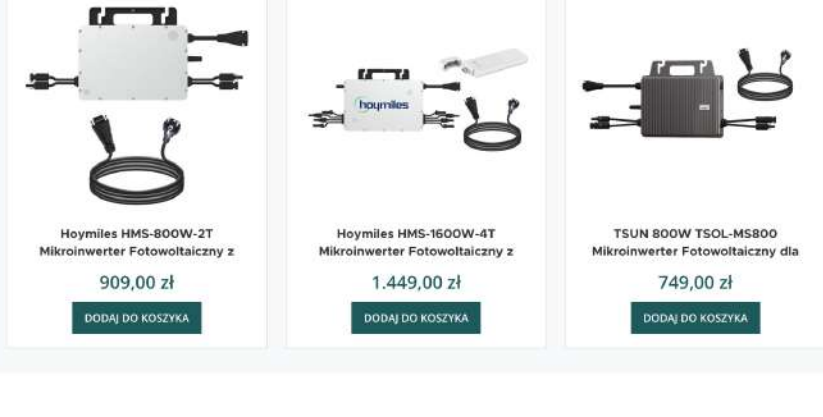 hoymiles
Hoymiles HMS-800W-2T
Mikroinwerter Fotowoltaiczny z
909,00 zł
DODAJ DO KOSZYKA
Hoymiles HMS-1600W-4T
Mikroinwerter Fotowoltaiczny z
1.449,00 zł
DODAJ DO KOSZYKA
TSUN 800W TSOL-MS800
Mikroinwerter Fotowoltaiczny dla
749,00 zł
DODAJ DO KOSZYKA